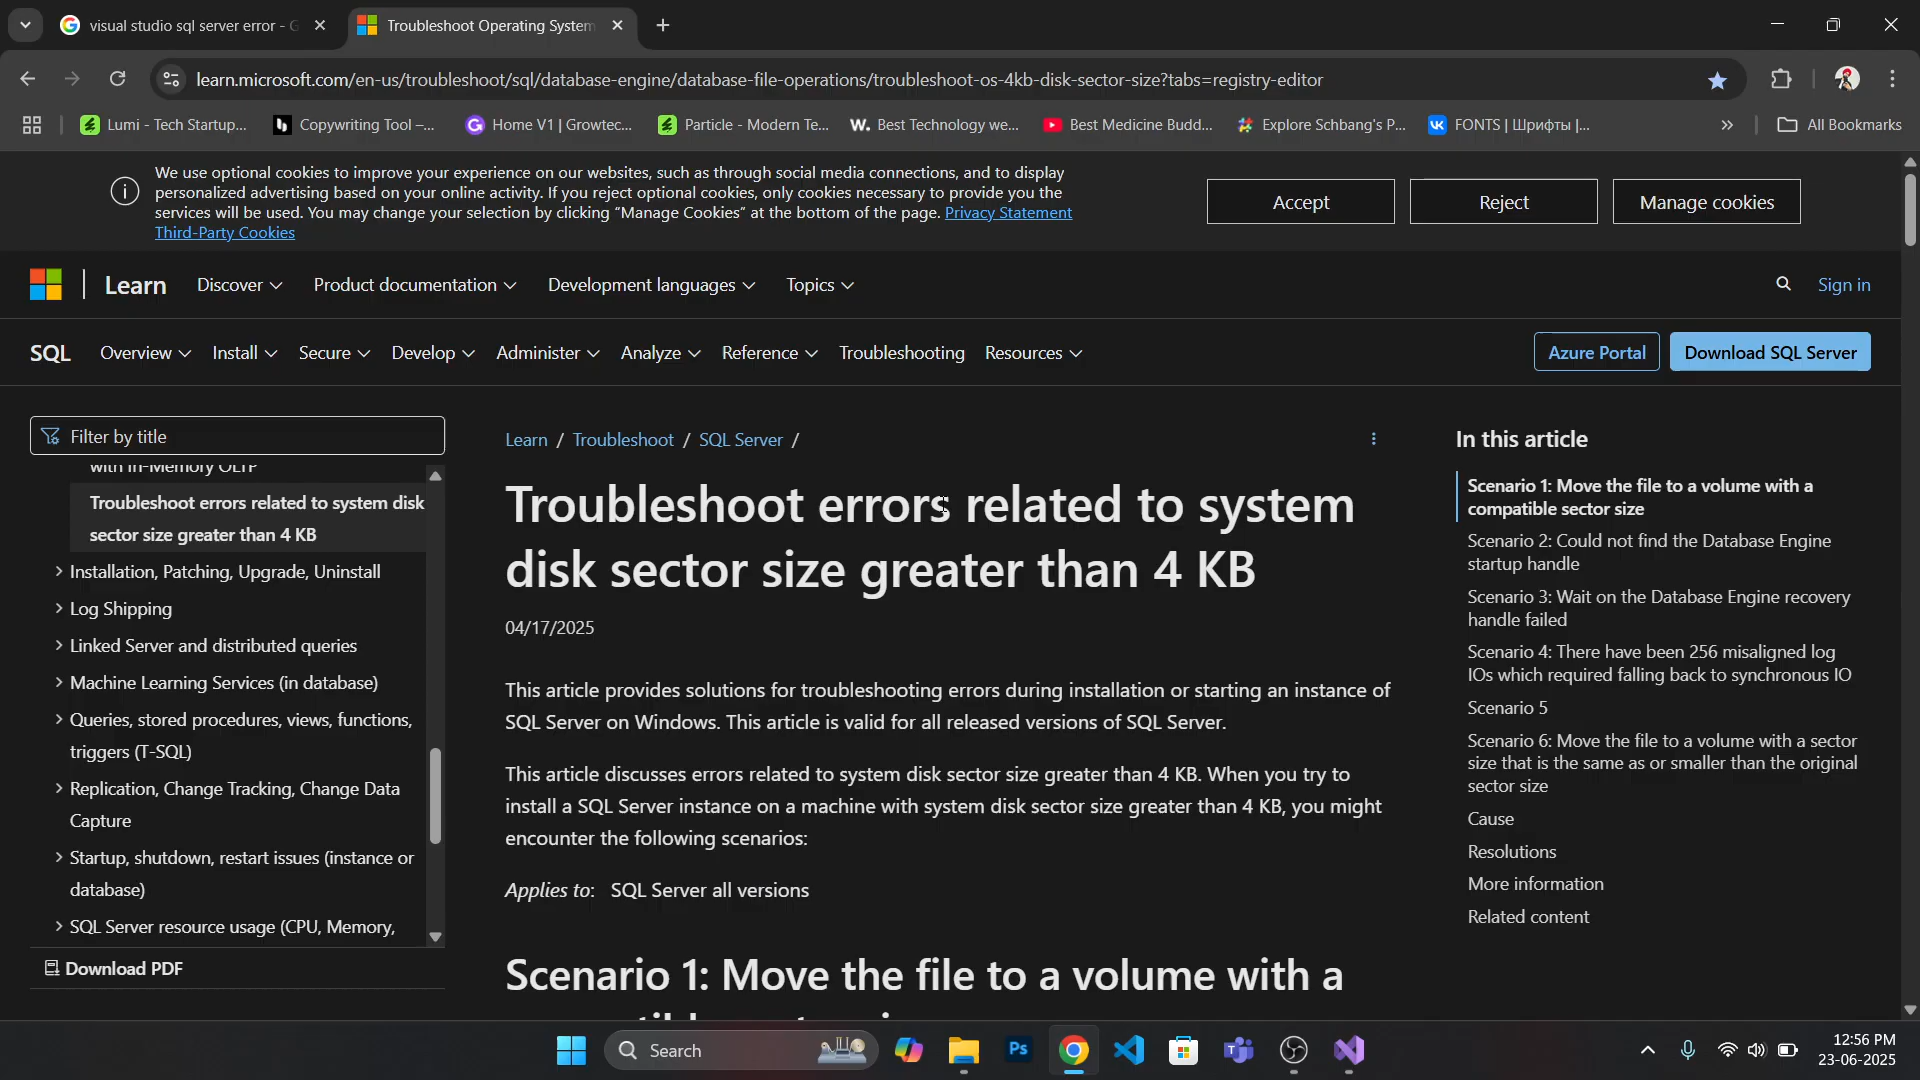 visual studio sql server error - G
Troubleshoot Operating System
learn.microsoft.com/en-us/troubleshoot/sql/database-engine/database-file-operations/troubleshoot-os-4kb-disk-sector-size?tabs=registry-editor
Lumi - Tech Startup...
Copywriting Tool –...
Home V1 | Growtec...
Particle - Modern Te...
W. Best Technology we...
Best Medicine Budd...
Explore Schbang's P...
FONTS | Шрифты |...
» All Bookmarks
We use optional cookies to improve your experience on our websites, such as through social media connections, and to display
personalized advertising based on your online activity. If you reject optional cookies, only cookies necessary to provide you the
services will be used. You may change your selection by clicking "Manage Cookies" at the bottom of the page. Privacy Statement
Third-Party Cookies
Accept
Reject
Manage cookies
Learn
Discover
Product documentation
Development languages
Topics
Sign in
SQL
Overview
Install
Secure
Develop
Administer
Analyze
Reference
Troubleshooting
Resources
Azure Portal
Download SQL Server
Filter by title
with In-Memory OLTP
Troubleshoot errors related to system disk
sector size greater than 4 KB
Installation, Patching, Upgrade, Uninstall
Log Shipping
Linked Server and distributed queries
Machine Learning Services (in database)
Queries, stored procedures, views, functions,
triggers (T-SQL)
Replication, Change Tracking, Change Data
Capture
Startup, shutdown, restart issues (instance or
database)
SQL Server resource usage (CPU, Memory,
Download PDF
Learn / Troubleshoot / SQL Server /
Troubleshoot errors related to system
disk sector size greater than 4 KB
04/17/2025
This article provides solutions for troubleshooting errors during installation or starting an instance of
SQL Server on Windows. This article is valid for all released versions of SQL Server.
This article discusses errors related to system disk sector size greater than 4 KB. When you try to
install a SQL Server instance on a machine with system disk sector size greater than 4 KB, you might
encounter the following scenarios:
Applies to: SQL Server all versions
Scenario 1: Move the file to a volume with a
In this article
Scenario 1: Move the file to a volume with a
compatible sector size
Scenario 2: Could not find the Database Engine
startup handle
Scenario 3: Wait on the Database Engine recovery
handle failed
Scenario 4: There have been 256 misaligned log
IOs which required falling back to synchronous IO
Scenario 5
Scenario 6: Move the file to a volume with a sector
size that is the same as or smaller than the original
sector size
Cause
Resolutions
More information
Related content
Search
Ps
12:56 PM
23-06-2025